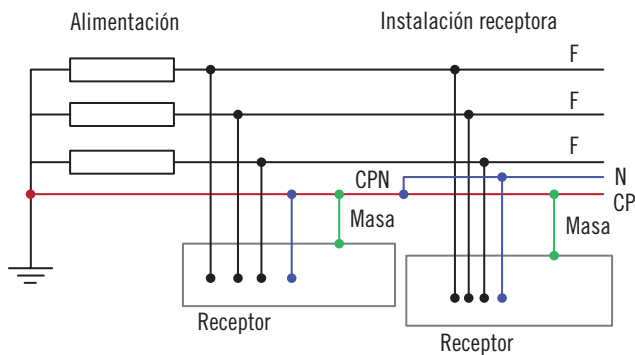 Alimentación
Instalación receptora
F
F
F
CPN
N
CP
Masa
Masa
Receptor
Receptor